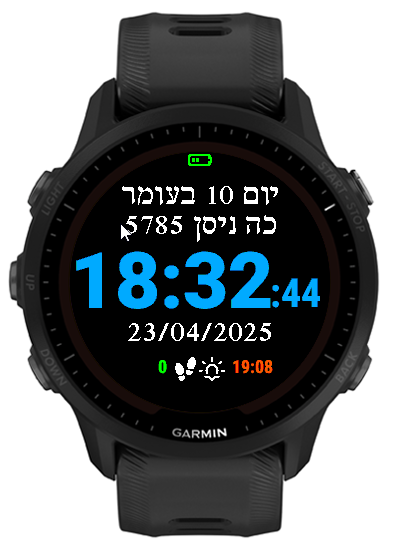 LIGHT
START - STOP
יום 10 בעומר
כה ניסן 5785
UP
18:32:44
23/04/2025
DOWN
BACK
0 19:08
GARMIN